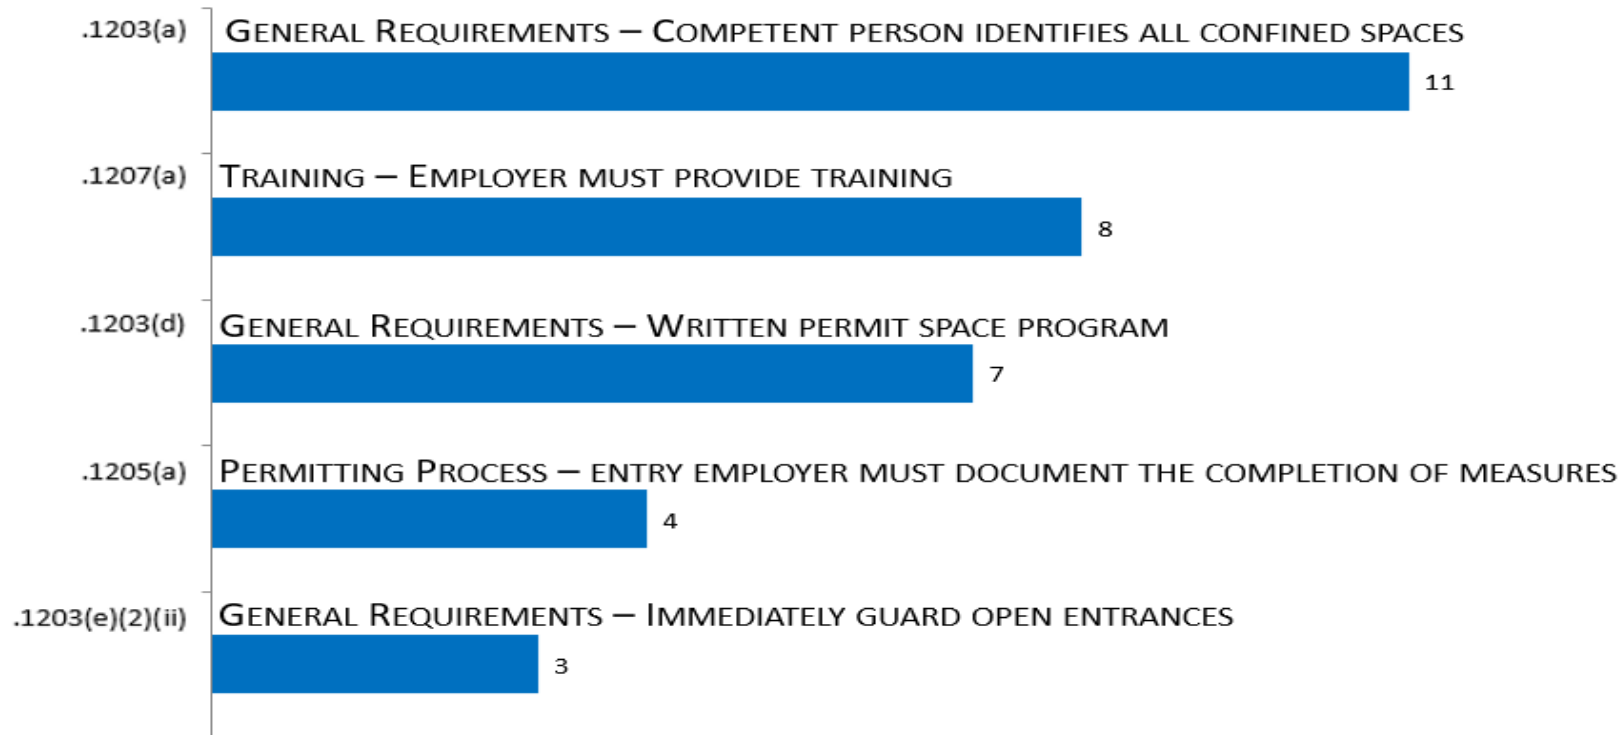 .1203(a) GENERAL REQUIREMENTS – COMPETENT PERSON IDENTIFIES ALL CONFINED SPACES
11
.1207(a) TRAINING – EMPLOYER MUST PROVIDE TRAINING
8
.1203(d) GENERAL REQUIREMENTS – WRITTEN PERMIT SPACE PROGRAM
7
.1205(a) PERMITTING PROCESS – ENTRY EMPLOYER MUST DOCUMENT THE COMPLETION OF MEASURES
4
.1203(e)(2)(ii) GENERAL REQUIREMENTS – IMMEDIATELY GUARD OPEN ENTRANCES
3